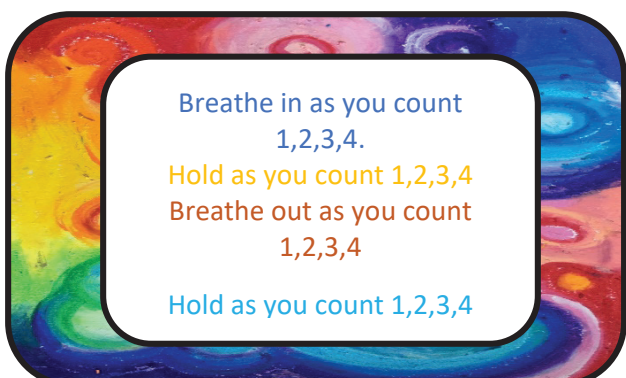 Breathe in as you count
1,2,3,4.
Hold as you count 1,2,3,4
Breathe out as you count
1,2,3,4
Hold as you count 1,2,3,4